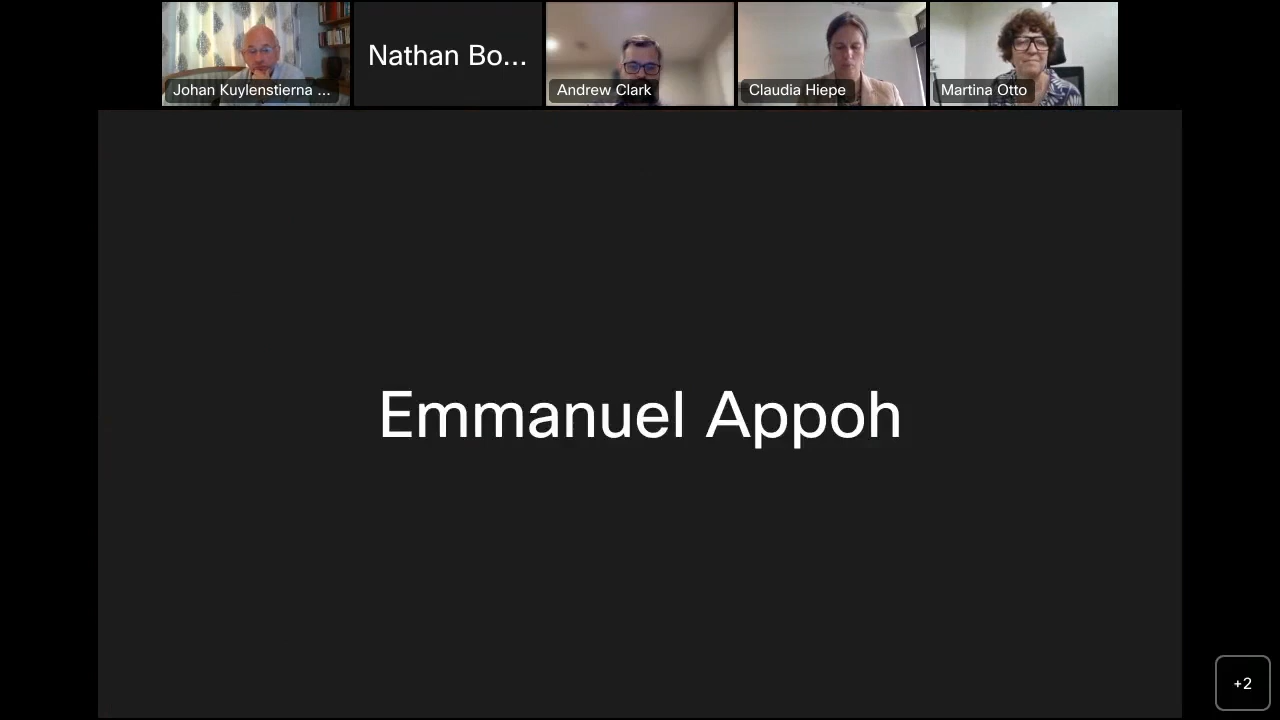 Johan Kuylenstierna ...
Nathan Bo...
Andrew Clark
Claudia Hiepe
Martina Otto
Emmanuel Appoh
+2